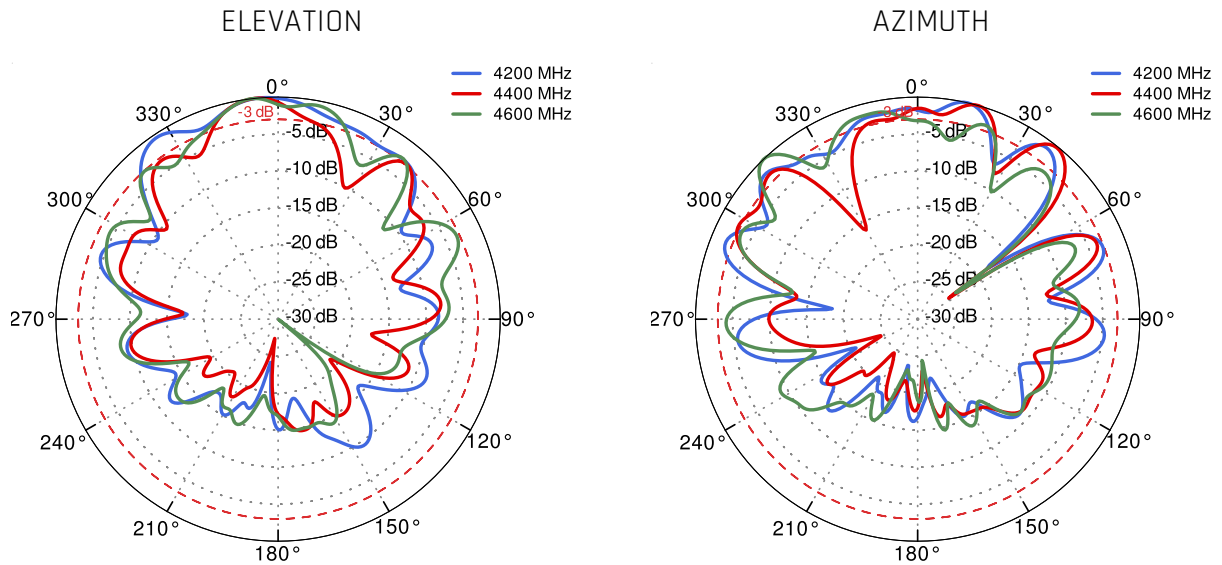 ELEVATION
0°
4200 MHz
4400 MHz
4600 MHz
330°
-3 dB
30°
-5 dB
-10 dB
300°
-15 dB
60°
-20 dB
-25 dB
270°
-30 dB
90°
240°
120°
210°
150°
180°
AZIMUTH
0°
4200 MHz
4400 MHz
4600 MHz
330°
-3 dB
30°
-5 dB
-10 dB
300°
-15 dB
60°
-20 dB
-25 dB
270°
-30 dB
90°
240°
120°
210°
150°
180°